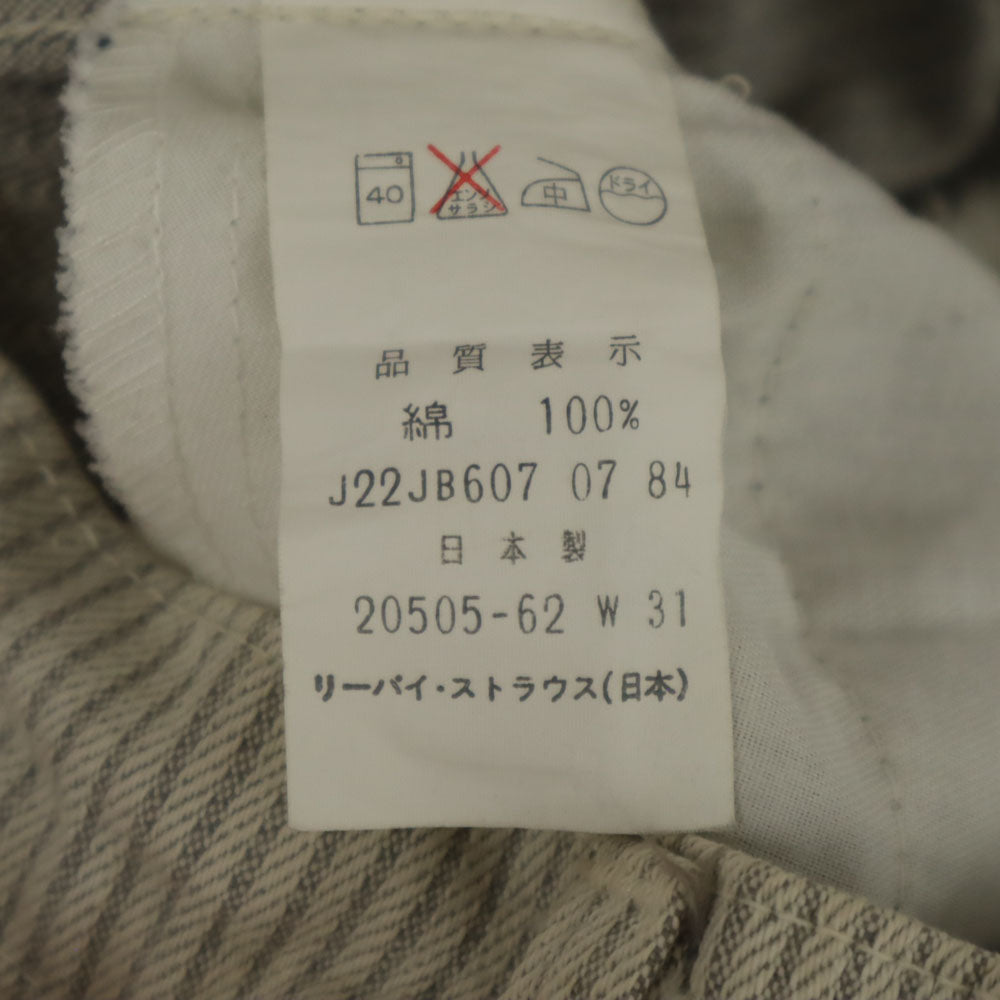 40 エンソ サラシ 中 ドライ
品質表示
綿 100%
J22JB607 07 84
日本製
20505-62 W 31
リーバイ・ストラウス(日本)